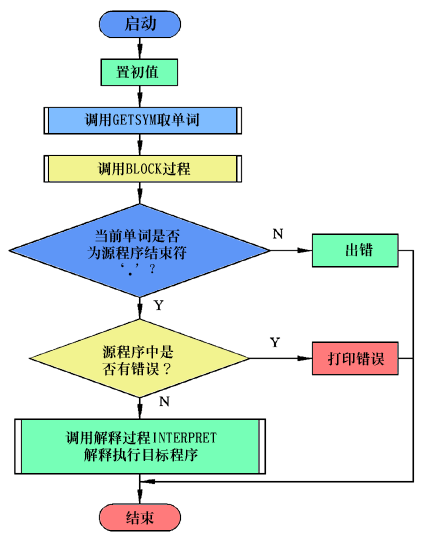 启动
置初值
调用GETSYM取单词
调用BLOCK过程
当前单词是否
为源程序结束符
‘.’？
N
出错
Y
源程序中是
否有错误？
Y
打印错误
N
调用解释过程INTERPRET
解释执行目标程序
结束